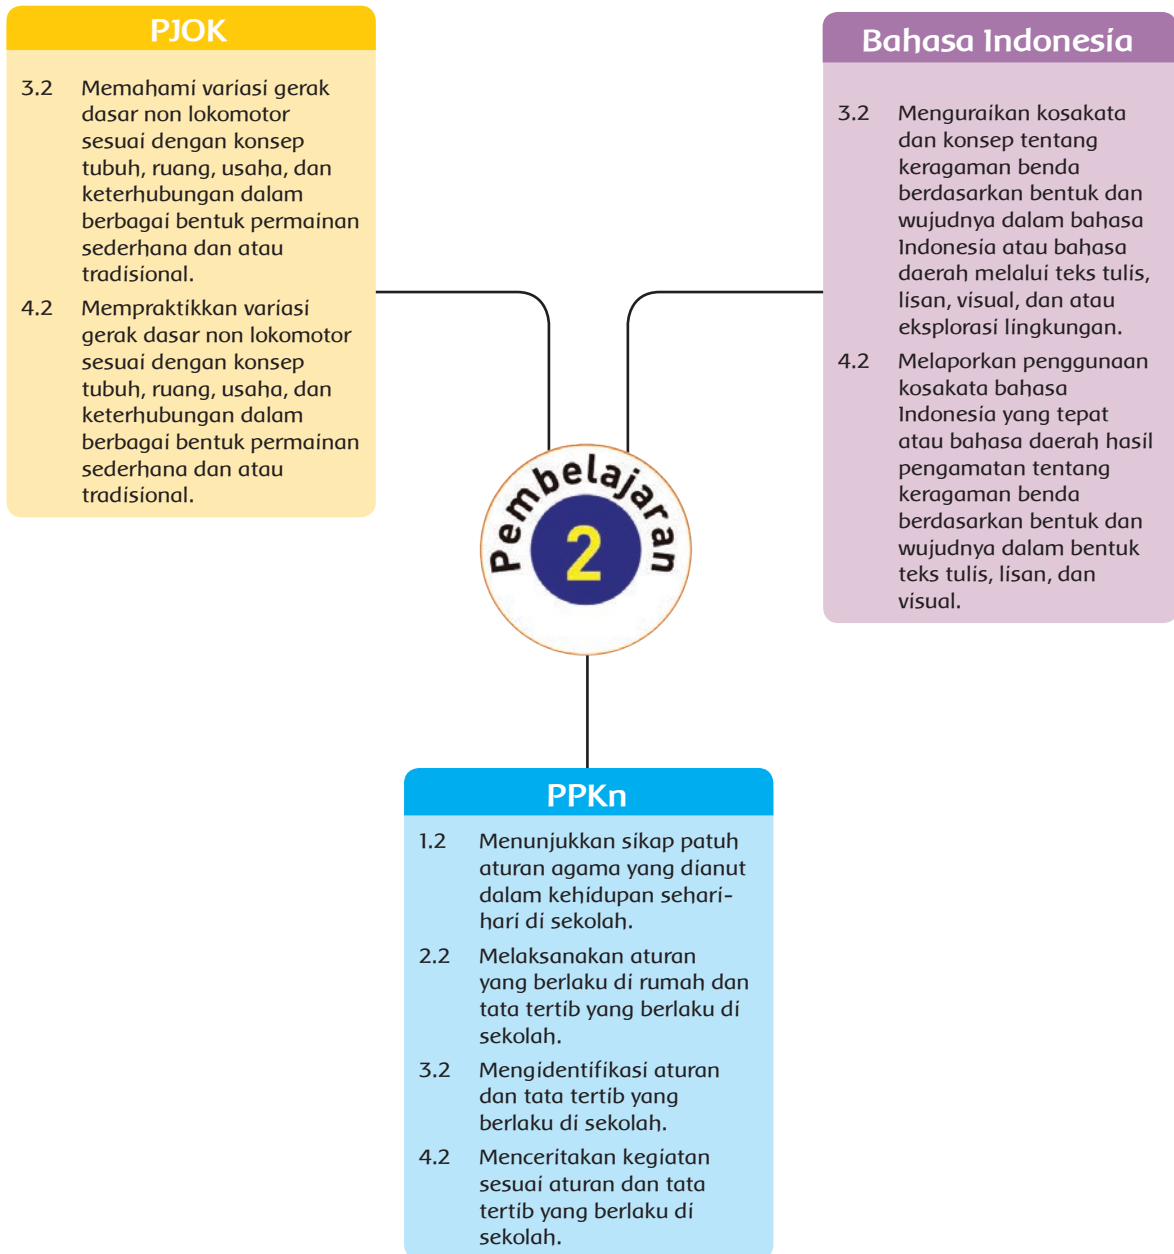 PJOK
3.2 Memahami variasi gerak
dasar non lokomotor
sesuai dengan konsep
tubuh, ruang, usaha, dan
keterhubungan dalam
berbagai bentuk permainan
sederhana dan atau
tradisional.
4.2 Mempraktikkan variasi
gerak dasar non lokomotor
sesuai dengan konsep
tubuh, ruang, usaha, dan
keterhubungan dalam
berbagai bentuk permainan
sederhana dan atau
tradisional.
Bahasa Indonesia
3.2 Menguraikan kosakata
dan konsep tentang
keragaman benda
berdasarkan bentuk dan
wujudnya dalam bahasa
Indonesia atau bahasa
daerah melalui teks tulis,
lisan, visual, dan atau
eksplorasi lingkungan.
4.2 Melaporkan penggunaan
kosakata bahasa
Indonesia yang tepat
atau bahasa daerah hasil
pengamatan tentang
keragaman benda
berdasarkan bentuk dan
wujudnya dalam bentuk
teks tulis, lisan, dan
visual.
Pembelajaran
2
PPKn
1.2 Menunjukkan sikap patuh
aturan agama yang dianut
dalam kehidupan sehari-
hari di sekolah.
2.2 Melaksanakan aturan
yang berlaku di rumah dan
tata tertib yang berlaku di
sekolah.
3.2 Mengidentifikasi aturan
dan tata tertib yang
berlaku di sekolah.
4.2 Menceritakan kegiatan
sesuai aturan dan tata
tertib yang berlaku di
sekolah.